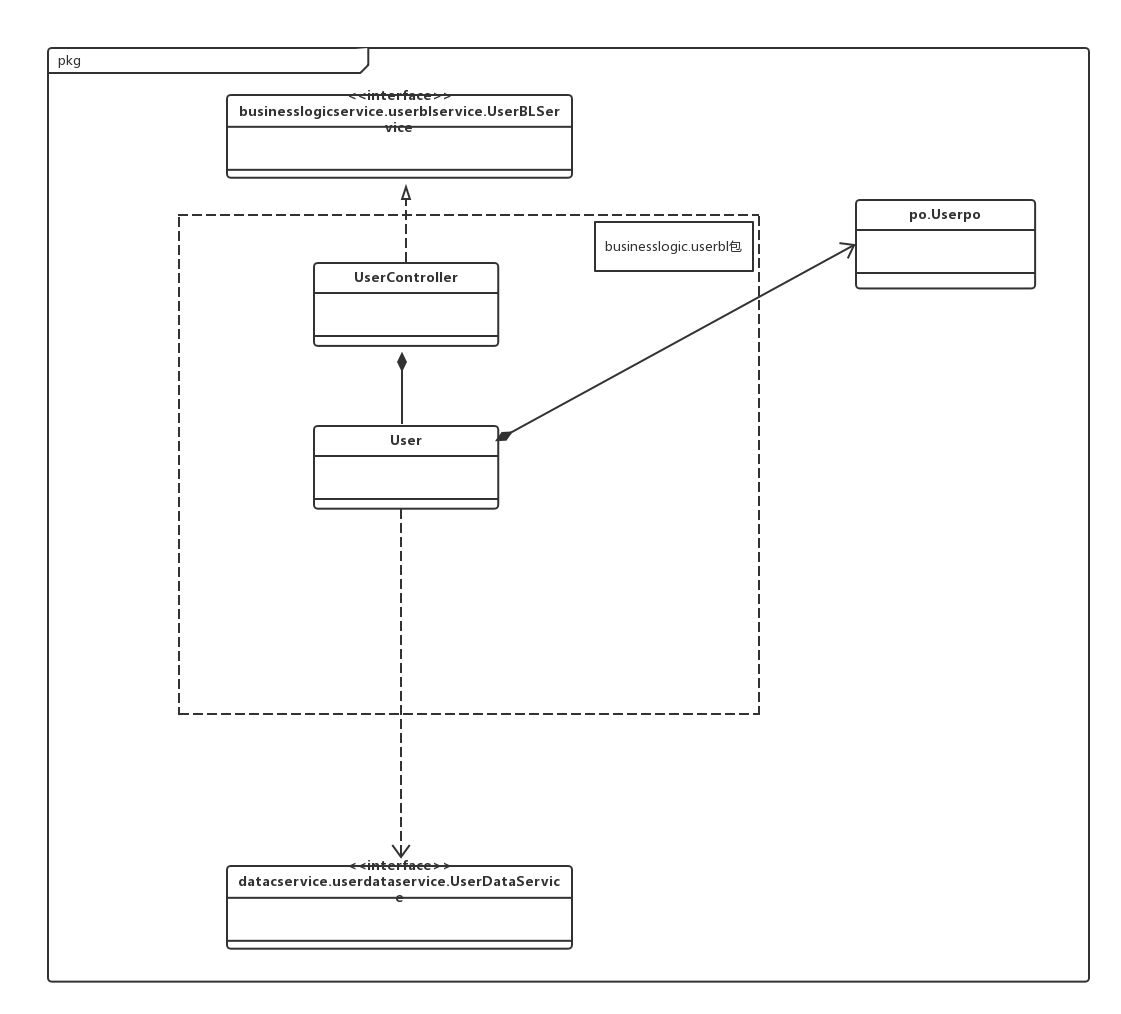 pkg
<<interface>>
businesslogicservice.userblservice.UserBLSer
vice
po.Userpo
businesslogic.userbl包
UserController
User
<<interface>>
datacservice.userdataservice.UserDataServic
e